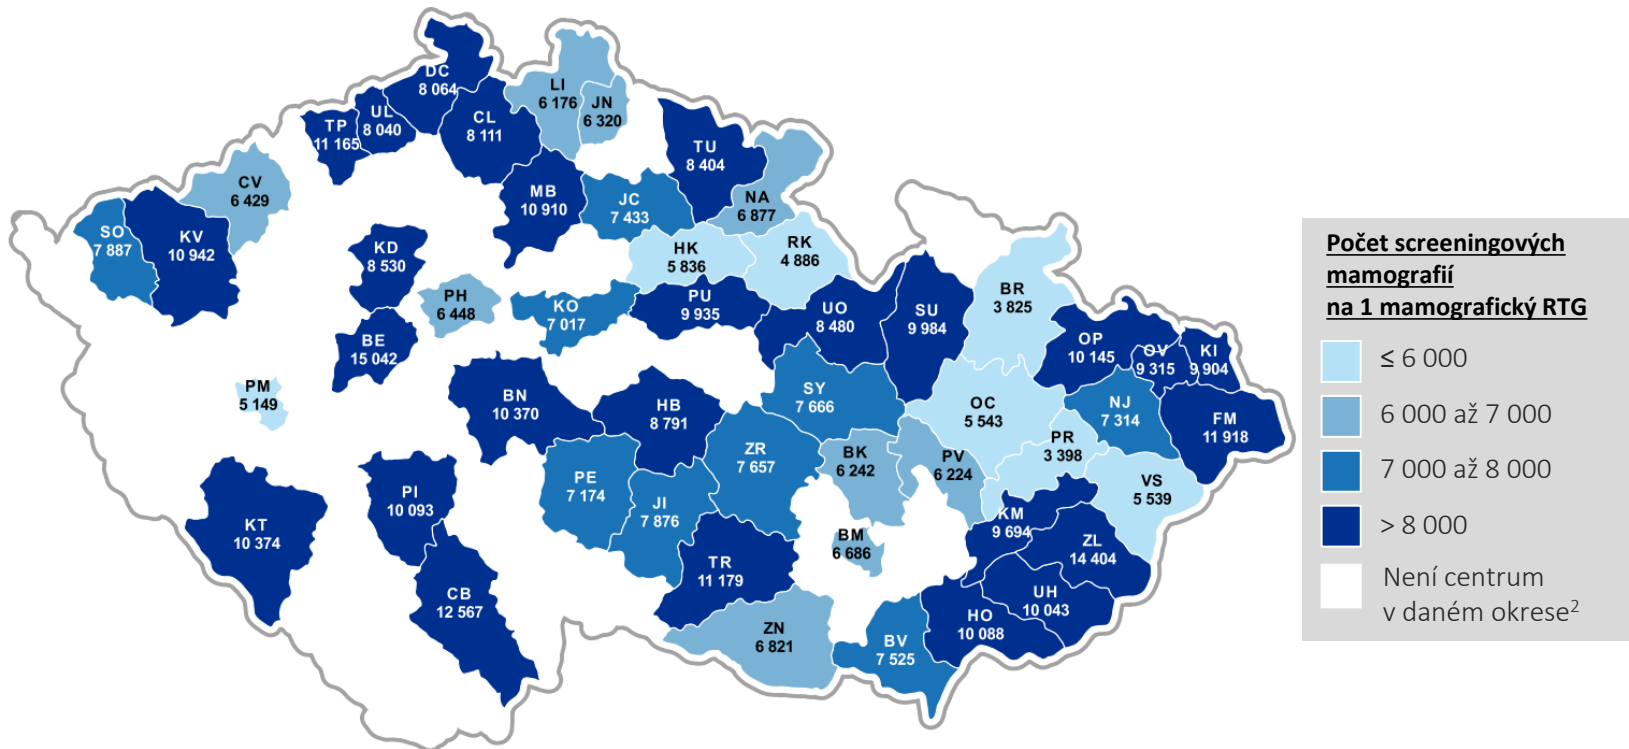 DC
8 064
LI
6 176
JN
6 320
UL
8 040
CL
8 111
TP
11 165
TU
8 404
CV
6 429
MB
10 910
JC
7 433
NA
6 877
SO
7 887
KV
10 942
KD
8 530
HK
5 836
RK
4 886
PH
6 448
KO
7 017
PU
9 935
UO
8 480
SU
9 984
BR
3 825
BE
15 042
OP
10 145
OV
9 315
KI
9 904
PM
5 149
BN
10 370
HB
8 791
SY
7 666
OC
5 543
NJ
7 314
FM
11 918
PR
3 398
ZR
7 657
BK
6 242
PV
6 224
PE
7 174
VS
5 539
PI
10 093
JI
7 876
KT
10 374
KM
9 694
BM
6 686
ZL
14 404
TR
11 179
CB
12 567
UH
10 043
HO
10 088
ZN
6 821
BV
7 525
Počet screeningových
mamografií
na 1 mamografický RTG
≤ 6 000
6 000 až 7 000
7 000 až 8 000
> 8 000
Není centrum
v daném okrese2